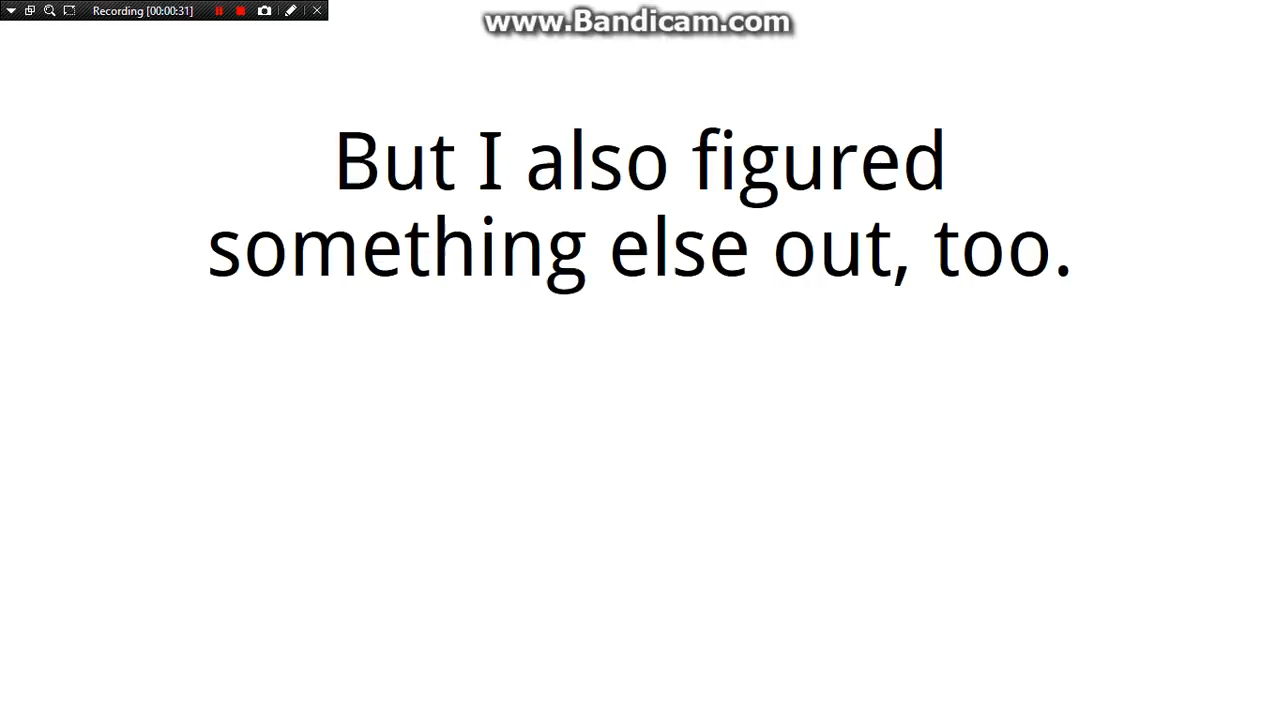 Recording [00:00:31]
www.Bandicam.com
But I also figured
something else out, too.